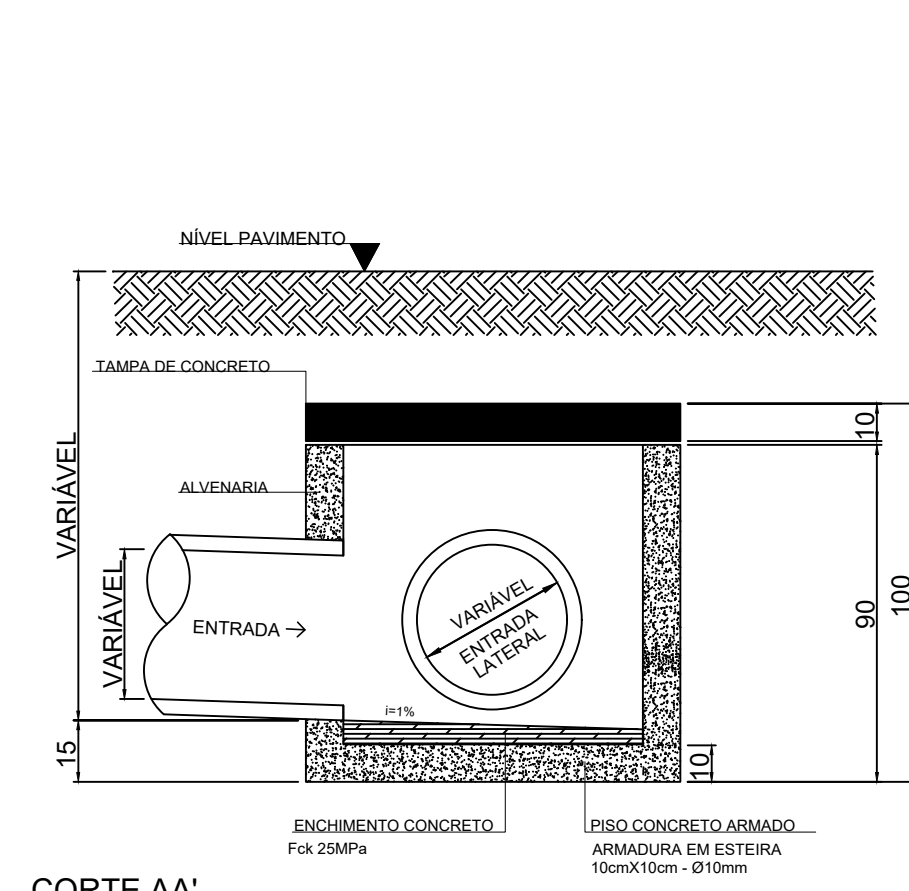 NÍVEL PAVIMENTO
TAMPA DE CONCRETO
10
VARIÁVEL
ALVENARIA
VARIÁVEL
ENTRADA
VARIÁVEL
ENTRADA
LATERAL
90
100
i=1%
15
10
ENCHIMENTO CONCRETO
Fck 25MPa
PISO CONCRETO ARMADO
ARMADURA EM ESTEIRA
10cmX10cm - Ø10mm
CORTE AA'